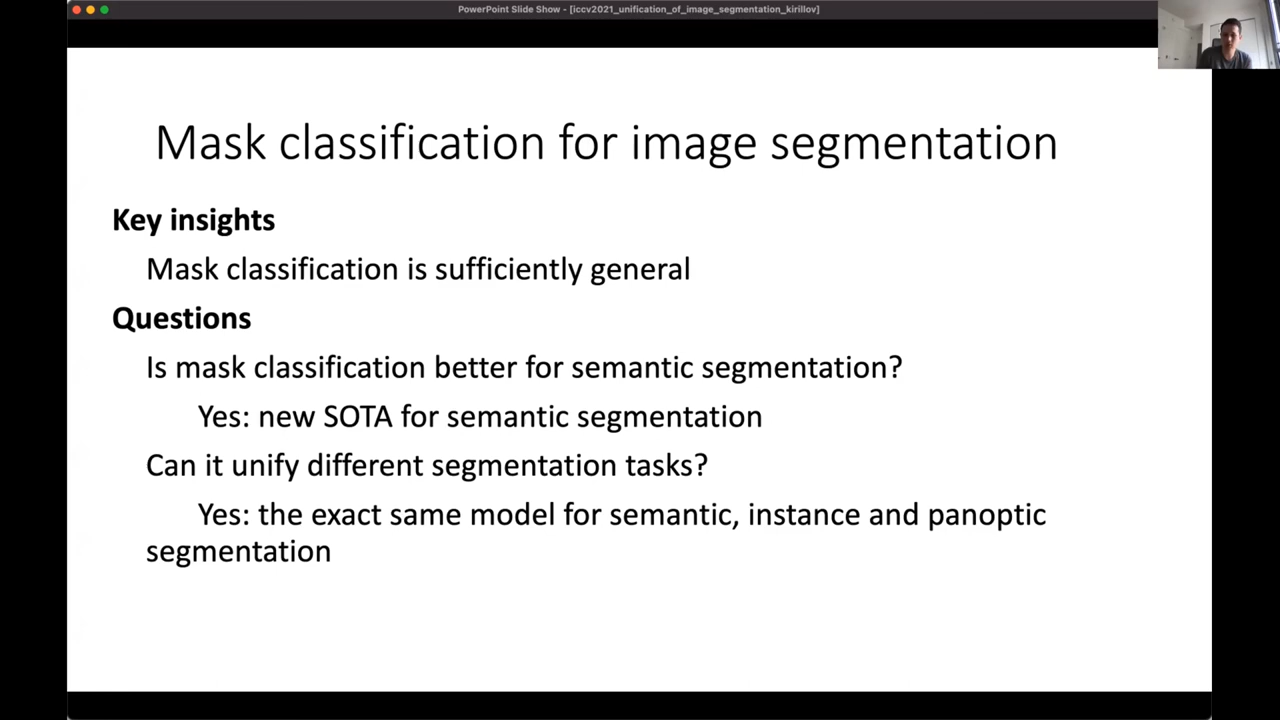 PowerPoint Slide Show - [iccv2021_unification_of_image_segmentation_kirillov]
Mask classification for image segmentation
Key insights
Mask classification is sufficiently general
Questions
Is mask classification better for semantic segmentation?
Yes: new SOTA for semantic segmentation
Can it unify different segmentation tasks?
Yes: the exact same model for semantic, instance and panoptic
segmentation